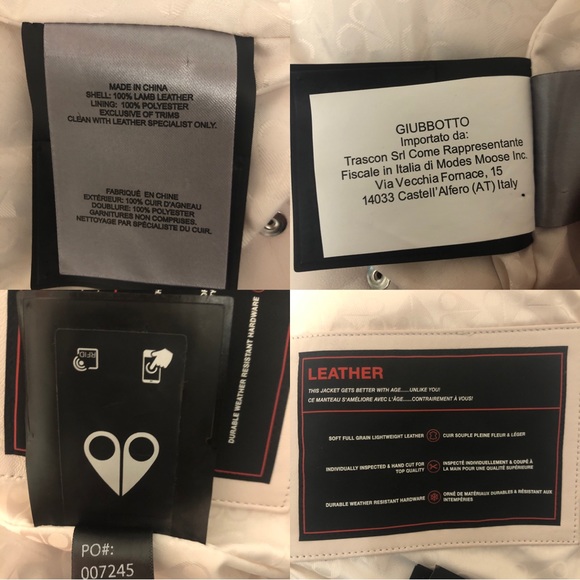 MADE IN CHINA
SHELL: 100% LAMB LEATHER
LINING: 100% POLYESTER
EXCLUSIVE OF TRIMS
CLEAN WITH LEATHER SPECIALIST ONLY.
FABRIQUÉ EN CHINE
EXTÉRIEUR: 100% CUIR D'AGNEAU
DOUBLURE: 100% POLYESTER
GARNITURES NON COMPRISES.
NETTOYAGE PAR SPÉCIALISTE DU CUIR.
GIUBBOTTO
Importato da:
Trascon Srl Come Rappresentante
Fiscale in Italia di Modes Moose Inc.
Via Vecchia Fornace, 15
14033 Castell'Alfero (AT) Italy
RFID
DURABLE WEATHER RESISTANT HARDWARE
PO#:
007245
LEATHER
THIS JACKET GETS BETTER WITH AGE......UNLIKE YOU!
CE MANTEAU S'AMÉLIORE AVEC L'ÂGE......CONTRAIREMENT À VOUS!
SOFT FULL GRAIN LIGHTWEIGHT LEATHER
CUIR SOUPLE PLEINE FLEUR & LÉGER
INDIVIDUALLY INSPECTED & HAND CUT FOR
TOP QUALITY
INSPECTÉ INDIVIDUELLEMENT & COUPÉ À
LA MAIN POUR UNE QUALITÉ SUPÉRIEURE
DURABLE WEATHER RESISTANT HARDWARE
ORNÉ DE MATÉRIAUX DURABLES & RÉSISTANT AUX
INTEMPÉRIES